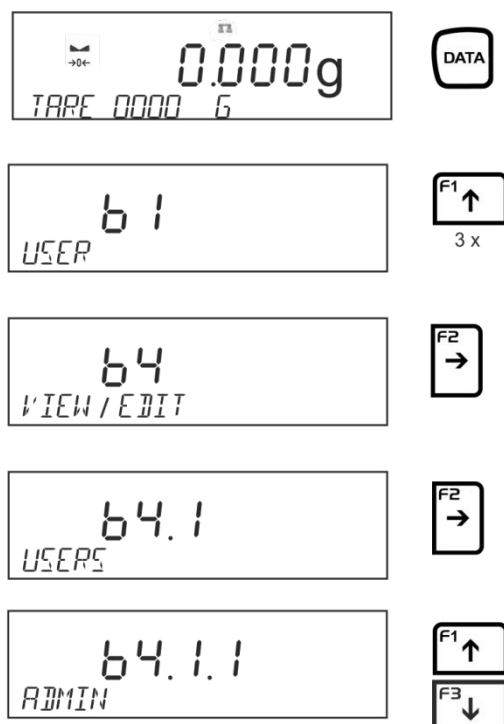 →0←
0.000g
TARE 0000 G
DATA
b1
USER
F1 ↑
3 x
b4
VIEW / EDIT
F2 →
b4.1
USERS
F2 →
b4.1.1
ADMIN
F1 ↑
F3 ↓